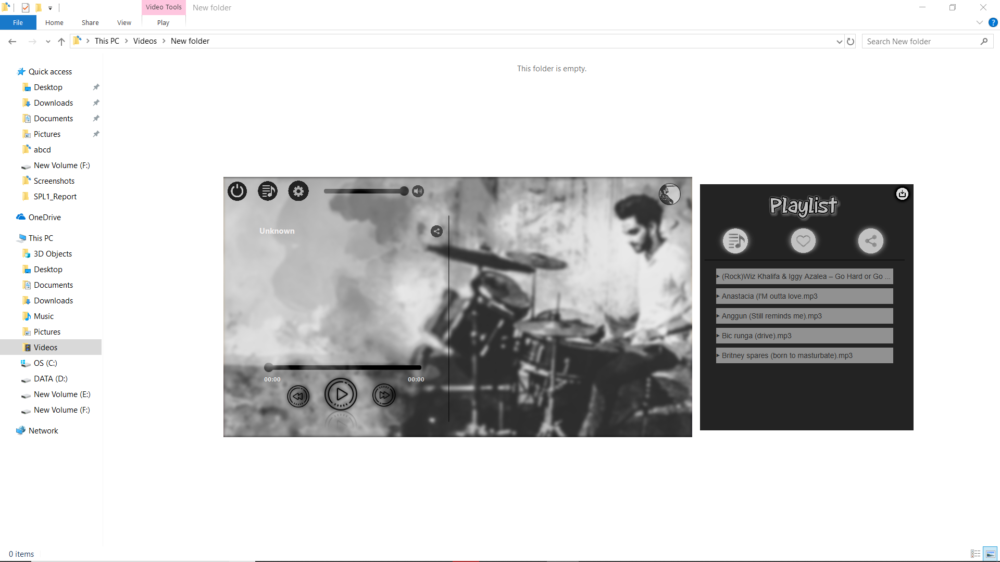 Video Tools
New folder
File
Home
Share
View
Play
?
This PC
Videos
New folder
Search New folder
This folder is empty.
Quick access
Desktop
Downloads
Documents
Pictures
abcd
New Volume (F:)
Screenshots
SPL1_Report
OneDrive
This PC
3D Objects
Desktop
Documents
Downloads
Music
Pictures
Videos
OS (C:)
DATA (D:)
New Volume (E:)
New Volume (F:)
Network
Unknown
00:00
00:00
Playlist
(Rock)Wiz Khalifa & Iggy Azalea – Go Hard or Go ...
Anastacia (I'M outta love.mp3
Anggun (Still reminds me).mp3
Bic runga (drive).mp3
Britney spares (born to masturbate).mp3
0 items